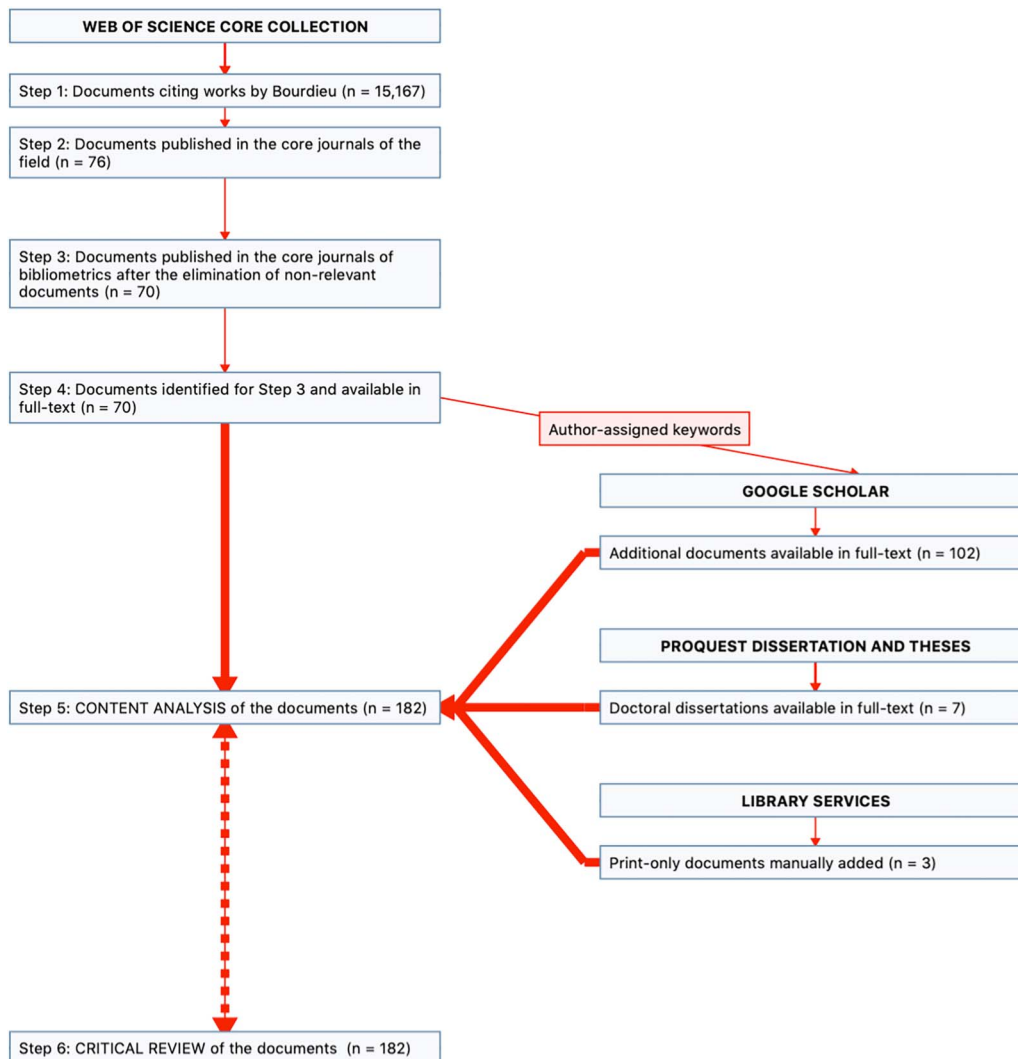 WEB OF SCIENCE CORE COLLECTION
Step 1: Documents citing works by Bourdieu (n = 15,167)
Step 2: Documents published in the core journals of the
field (n = 76)
Step 3: Documents published in the core journals of
bibliometrics after the elimination of non-relevant
documents (n = 70)
Step 4: Documents identified for Step 3 and available in
full-text (n = 70)
Author-assigned keywords
GOOGLE SCHOLAR
Additional documents available in full-text (n = 102)
PROQUEST DISSERTATION AND THESES
Doctoral dissertations available in full-text (n = 7)
LIBRARY SERVICES
Print-only documents manually added (n = 3)
Step 5: CONTENT ANALYSIS of the documents (n = 182)
Step 6: CRITICAL REVIEW of the documents (n = 182)